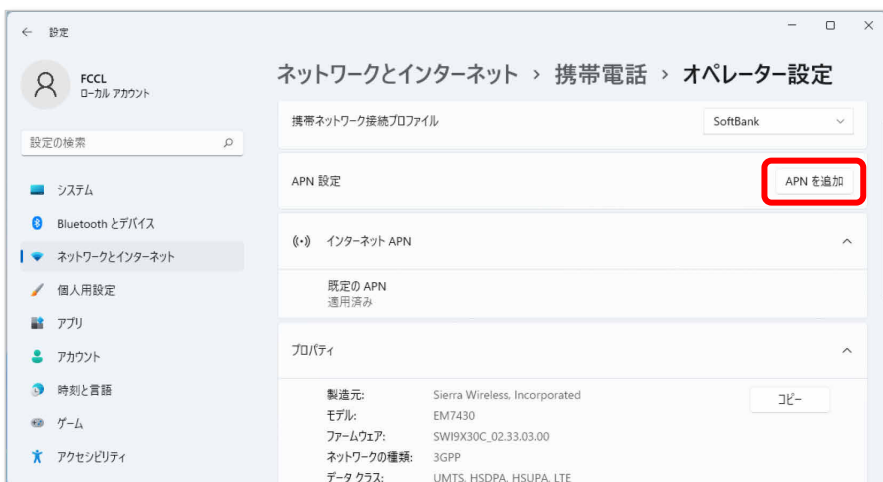 ← 設定
FCCL
ローカル アカウント
設定の検索
システム
Bluetooth とデバイス
ネットワークとインターネット
個人用設定
アプリ
アカウント
時刻と言語
ゲーム
アクセシビリティ
ネットワークとインターネット › 携帯電話 › オペレーター設定
携帯ネットワーク接続プロファイル SoftBank
APN 設定 APN を追加
インターネット APN
既定の APN
適用済み
プロパティ
製造元: Sierra Wireless, Incorporated コピー
モデル: EM7430
ファームウェア: SWI9X30C_02.33.03.00
ネットワークの種類: 3GPP
データ クラス: UMTS, HSDPA, HSUPA, LTE